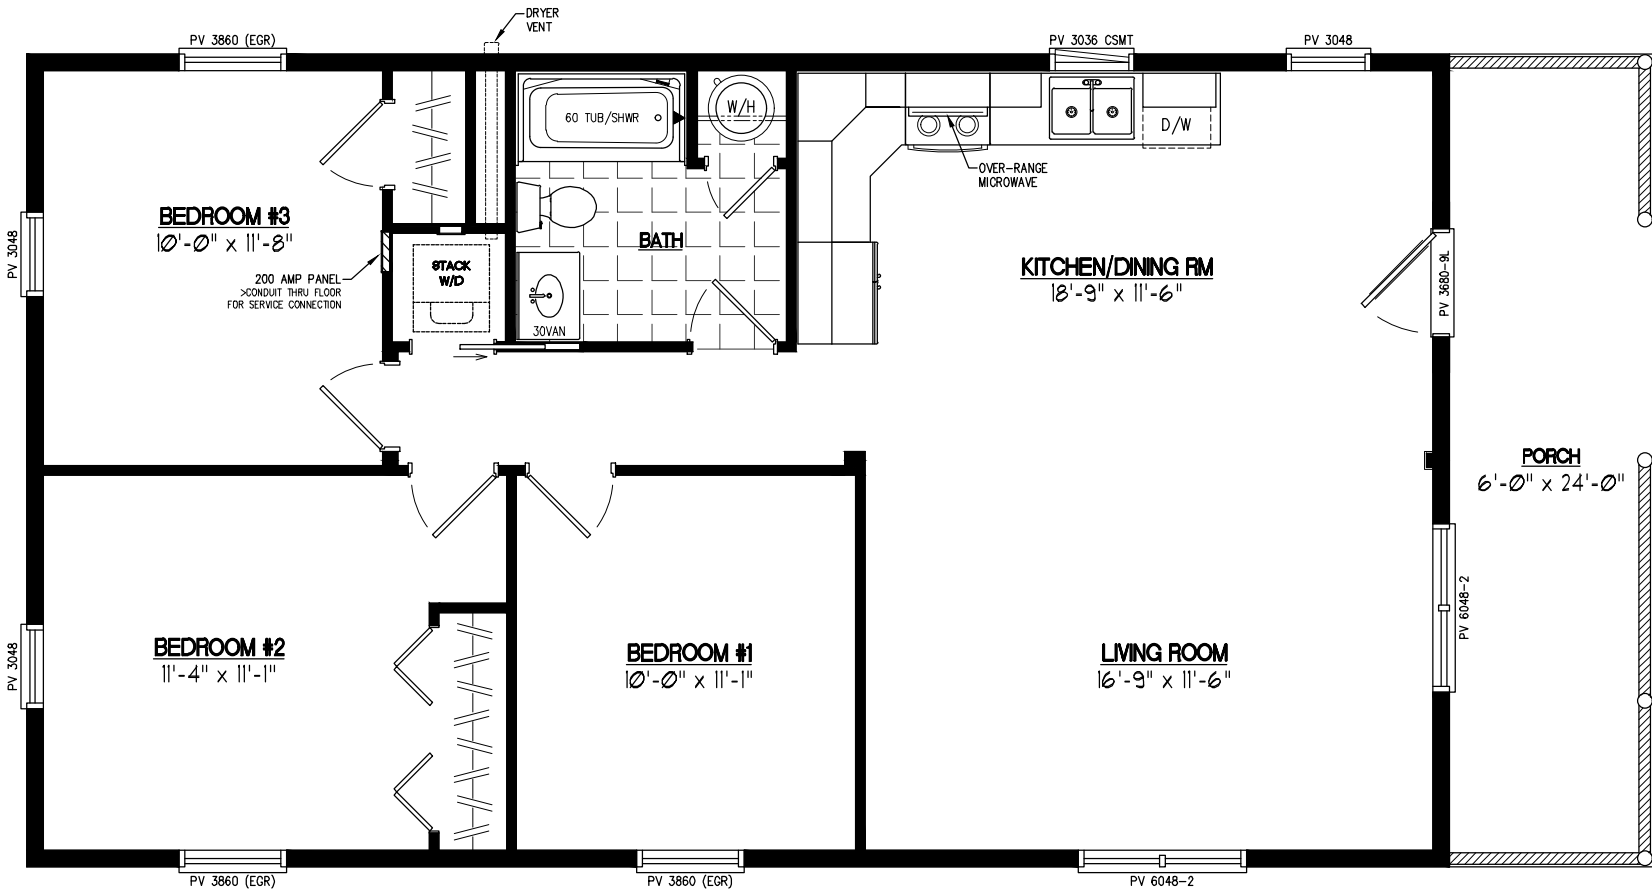 DRYER
VENT
PV 3860 (EGR)
PV 3036 CSMT
PV 3048
60 TUB/SHWR
W/H
D/W
OVER-RANGE
MICROWAVE
BEDROOM #3
10'-0" x 11'-8"
PV 3048
BATH
STACK
W/D
200 AMP PANEL
>CONDUIT THRU FLOOR
FOR SERVICE CONNECTION
30VAN
KITCHEN/DINING RM
18'-9" x 11'-6"
PV 3680-9L
PORCH
6'-0" x 24'-0"
PV 6048-2
BEDROOM #2
11'-4" x 11'-1"
PV 3048
BEDROOM #1
10'-0" x 11'-1"
LIVING ROOM
16'-9" x 11'-6"
PV 3860 (EGR)
PV 3860 (EGR)
PV 6048-2